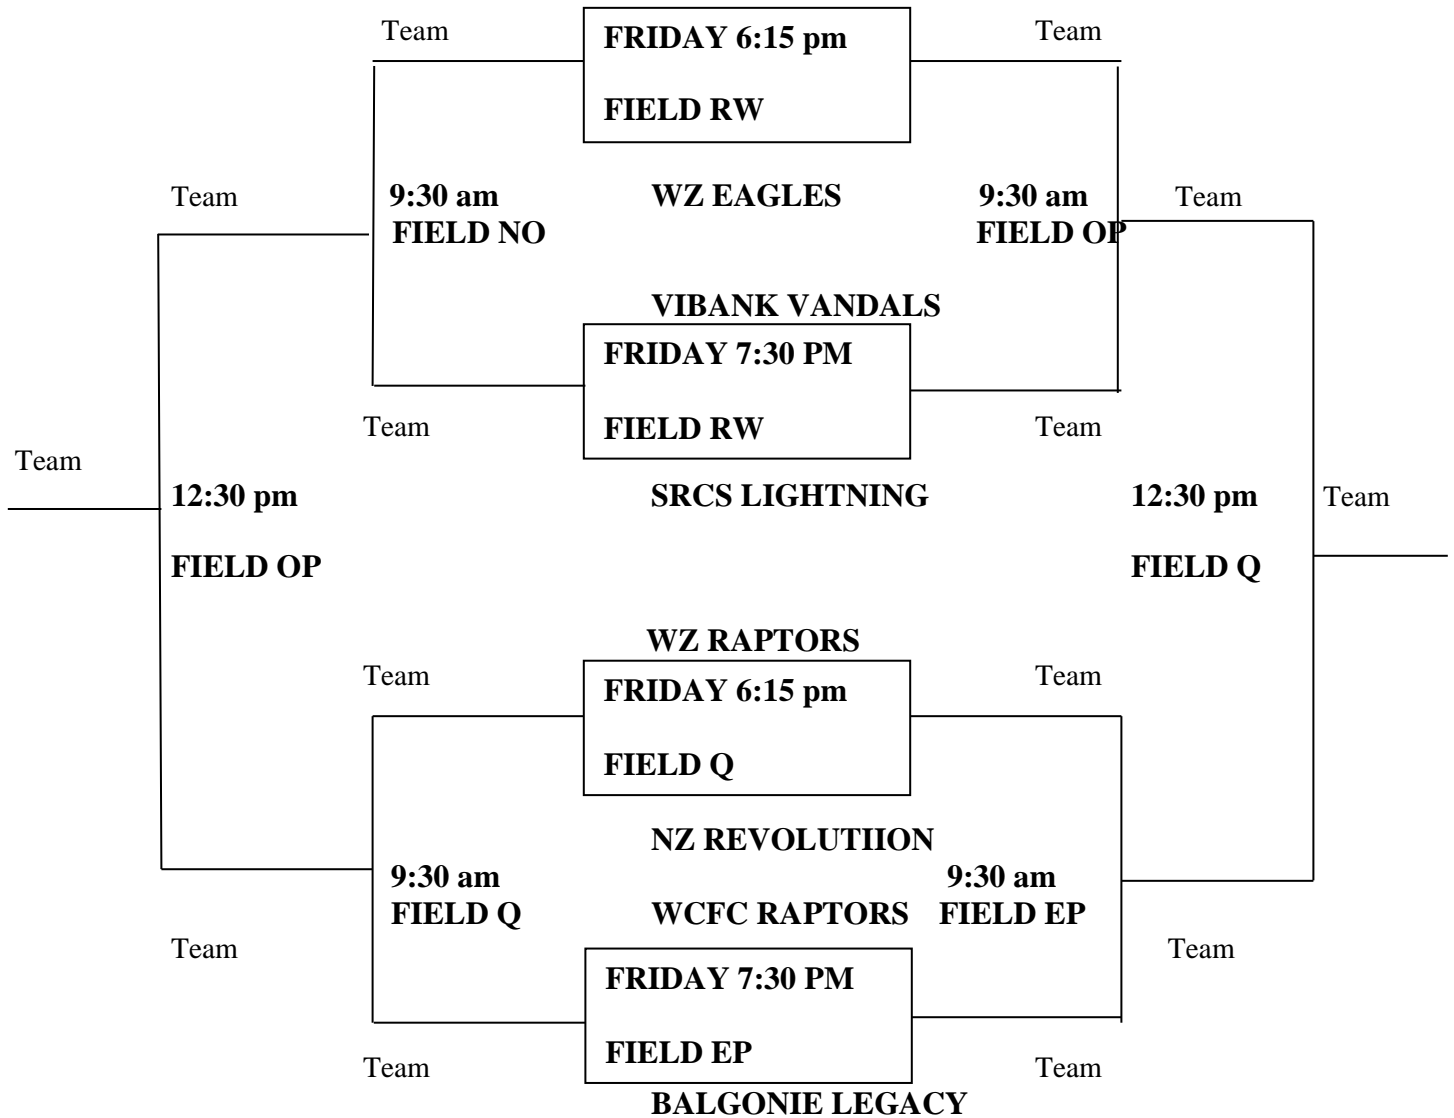 Team
FRIDAY 6:15 pm
Team
FIELD RW
Team
9:30 am
WZ EAGLES
9:30 am
Team
FIELD NO
FIELD OP
VIBANK VANDALS
FRIDAY 7:30 PM
Team
FIELD RW
Team
Team
12:30 pm
SRCS LIGHTNING
12:30 pm
Team
FIELD OP
FIELD Q
WZ RAPTORS
Team
FRIDAY 6:15 pm
Team
FIELD Q
NZ REVOLUTIION
9:30 am
9:30 am
FIELD Q
WCFC RAPTORS
FIELD EP
Team
Team
FRIDAY 7:30 PM
FIELD EP
Team
Team
BALGONIE LEGACY